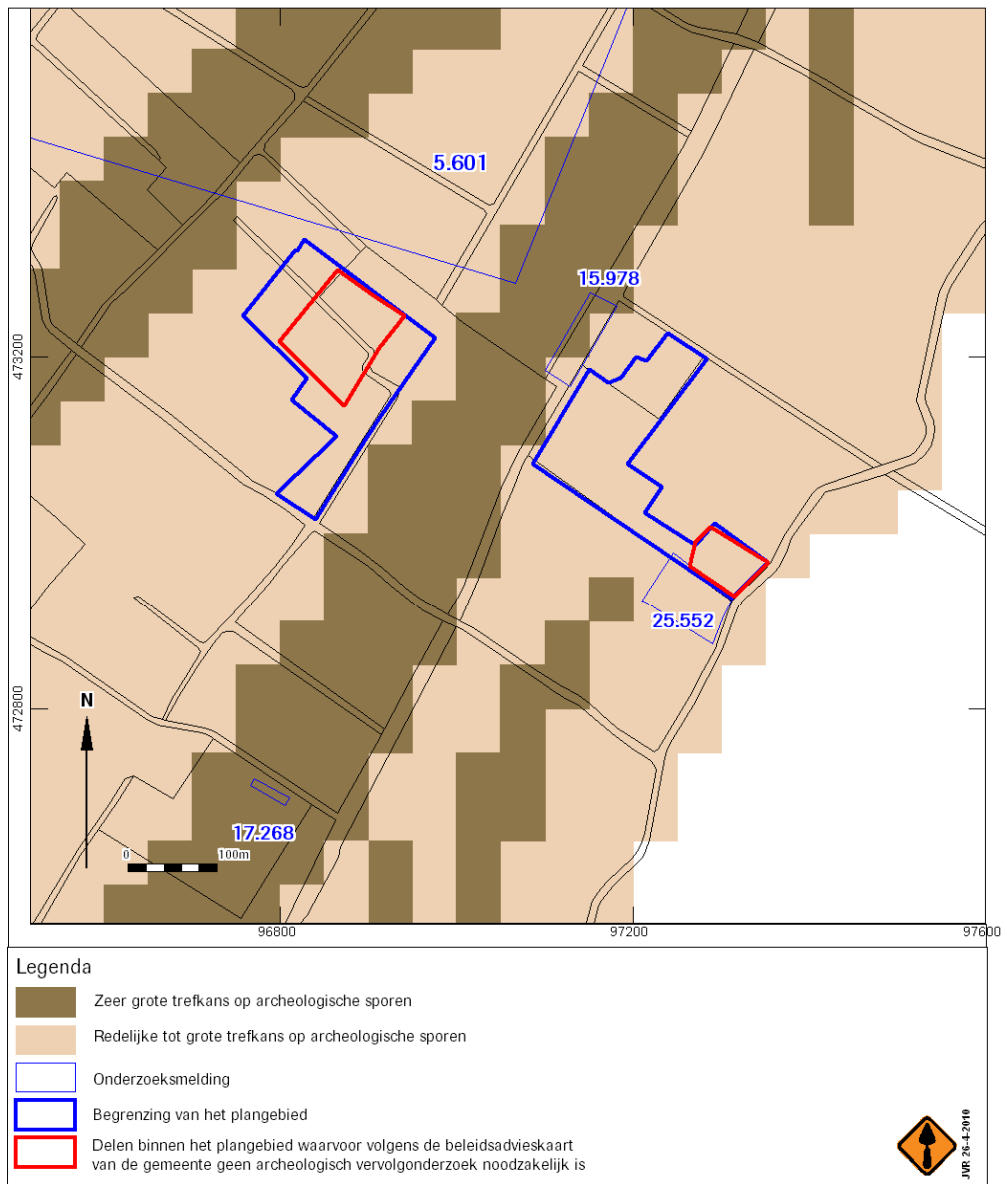 5.601
15.978
473200
25.552
472800
N
17.268
0 100m
96800 97200 97600
Legenda
Zeer grote trefkans op archeologische sporen
Redelijke tot grote trefkans op archeologische sporen
Onderzoeksmelding
Begrenzing van het plangebied
Delen binnen het plangebied waarvoor volgens de beleidsadvieskaart
van de gemeente geen archeologisch vervolgonderzoek noodzakelijk is
JVR 26-4-2010